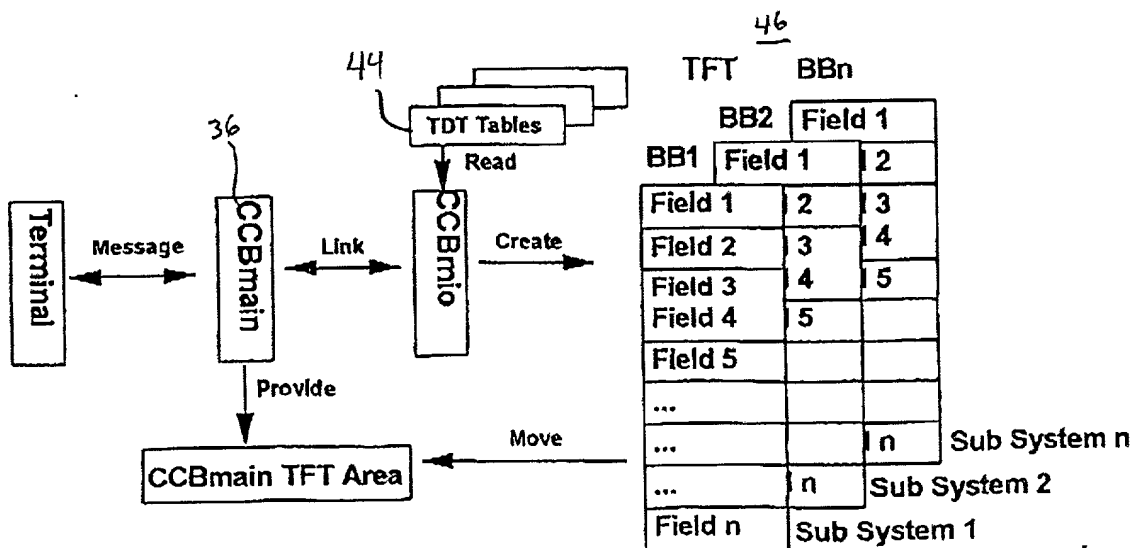 46
TFT BBn
44
TDT Tables
BB2 Field 1
36
Read
BB1 Field 1 2
Terminal
Message
CCBmain
Link
CCBmio
Create
Field 1 2 3
Field 2 3 4
Field 3 4 5
Field 4 5
Field 5
Provide
...
Move
... n Sub System n
CCBmain TFT Area
... n Sub System 2
Field n Sub System 1